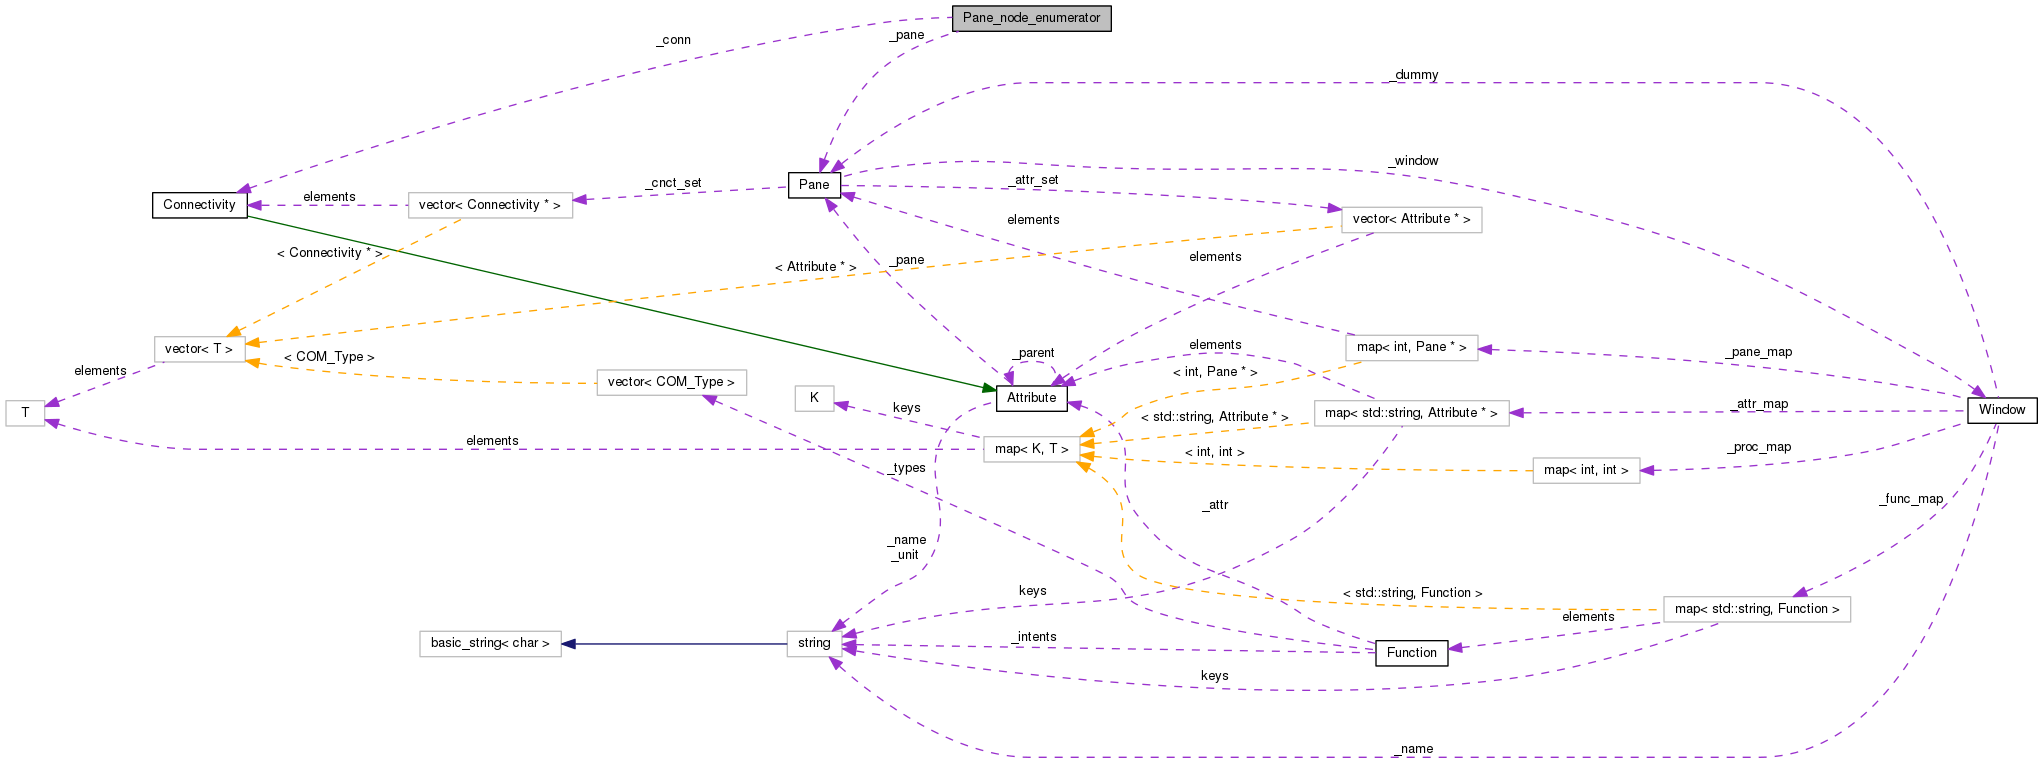 Pane_node_enumerator
_conn
_pane
_dummy
_window
Pane
_cnct_set
_attr_set
Connectivity
elements
vector< Connectivity * >
vector< Attribute * >
elements
< Connectivity * >
< Attribute * >
_pane
elements
vector< T >
< COM_Type >
_parent
elements
map< int, Pane * >
_pane_map
elements
vector< COM_Type >
< int, Pane * >
T
K
keys
Attribute
< std::string, Attribute * >
map< std::string, Attribute * >
_attr_map
Window
elements
map< K, T >
< int, int >
map< int, int >
_proc_map
_types
_attr
_func_map
_name
_unit
keys
< std::string, Function >
map< std::string, Function >
elements
basic_string< char >
string
_intents
Function
keys
_name